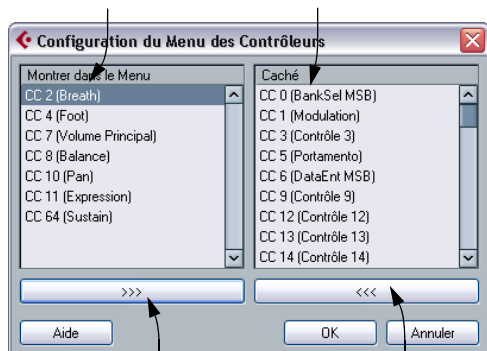 Configuration du Menu des Contrôleurs
Montrer dans le Menu
CC 2 (Breath)
CC 4 (Foot)
CC 7 (Volume Principal)
CC 8 (Balance)
CC 10 (Pan)
CC 11 (Expression)
CC 64 (Sustain)
>>>
Caché
CC 0 (BankSel MSB)
CC 1 (Modulation)
CC 3 (Contrôle 3)
CC 5 (Portamento)
CC 6 (DataEnt MSB)
CC 9 (Contrôle 9)
CC 12 (Contrôle 12)
CC 13 (Contrôle 13)
CC 14 (Contrôle 14)
<<<
Aide
OK
Annuler